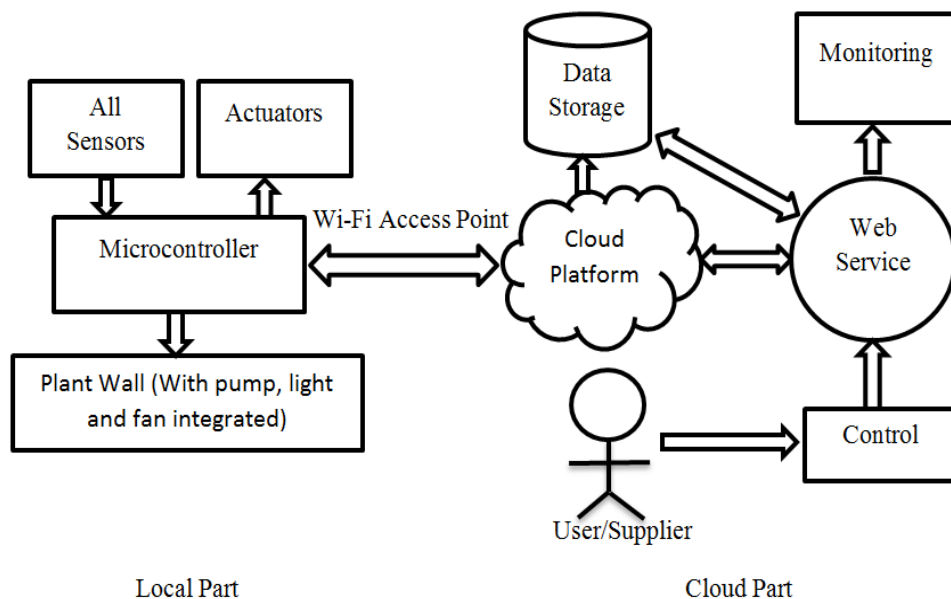 All
Sensors
Actuators
Data
Storage
Monitoring
Microcontroller
Wi-Fi Access Point
Cloud
Platform
Web
Service
Plant Wall (With pump, light
and fan integrated)
Control
User/Supplier
Local Part
Cloud Part